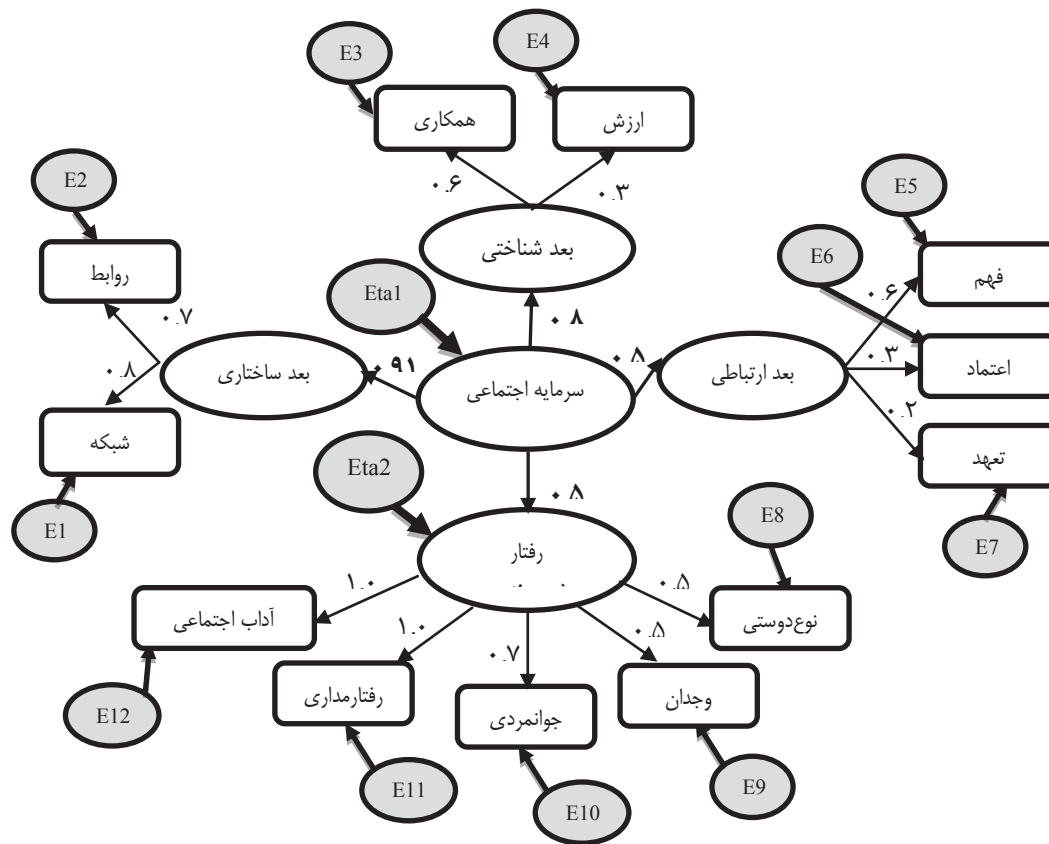 E3
E4
همکاری
ارزش
۰.۶
۰.۳
E2
E5
بعد شناختی
روابط
E6
فهم
Eta1
۰.۶
۰.۷
۰.۸
۰.۳
اعتماد
بعد ساختاری
۰.۹۱
سرمایه اجتماعی
۰.۵
بعد ارتباطی
۰.۸
۰.۲
شبکه
تعهد
Eta2
۰.۵
E8
E1
E7
رفتار
۱.۰
۰.۵
آداب اجتماعی
۱.۰
۰.۵
نوع‌دوستی
۰.۷
E12
رفتارمداری
جوانمردی
وجدان
E11
E10
E9